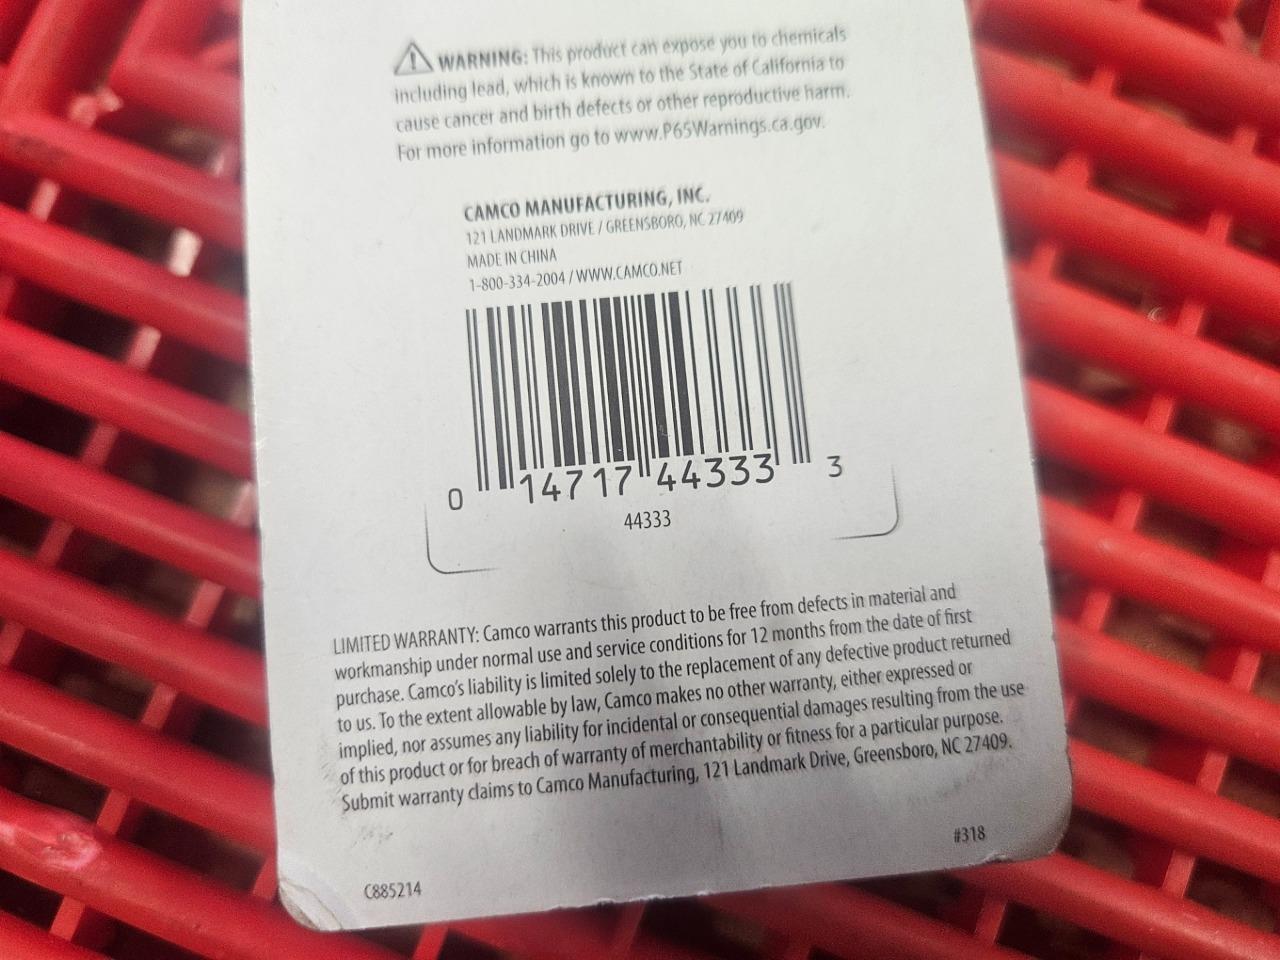 WARNING: This product can expose you to chemicals
including lead, which is known to the State of California to
cause cancer and birth defects or other reproductive harm.
For more information go to www.P65Warnings.ca.gov.
CAMCO MANUFACTURING, INC.
121 LANDMARK DRIVE / GREENSBORO, NC 27409
MADE IN CHINA
1-800-334-2004 / WWW.CAMCO.NET
0 14717 44333 3
44333
LIMITED WARRANTY: Camco warrants this product to be free from defects in material and
workmanship under normal use and service conditions for 12 months from the date of first
purchase. Camco's liability is limited solely to the replacement of any defective product returned
to us. To the extent allowable by law, Camco makes no other warranty, either expressed or
implied, nor assumes any liability for incidental or consequential damages resulting from the use
of this product or for breach of warranty of merchantability or fitness for a particular purpose.
Submit warranty claims to Camco Manufacturing, 121 Landmark Drive, Greensboro, NC 27409.
#318
C885214